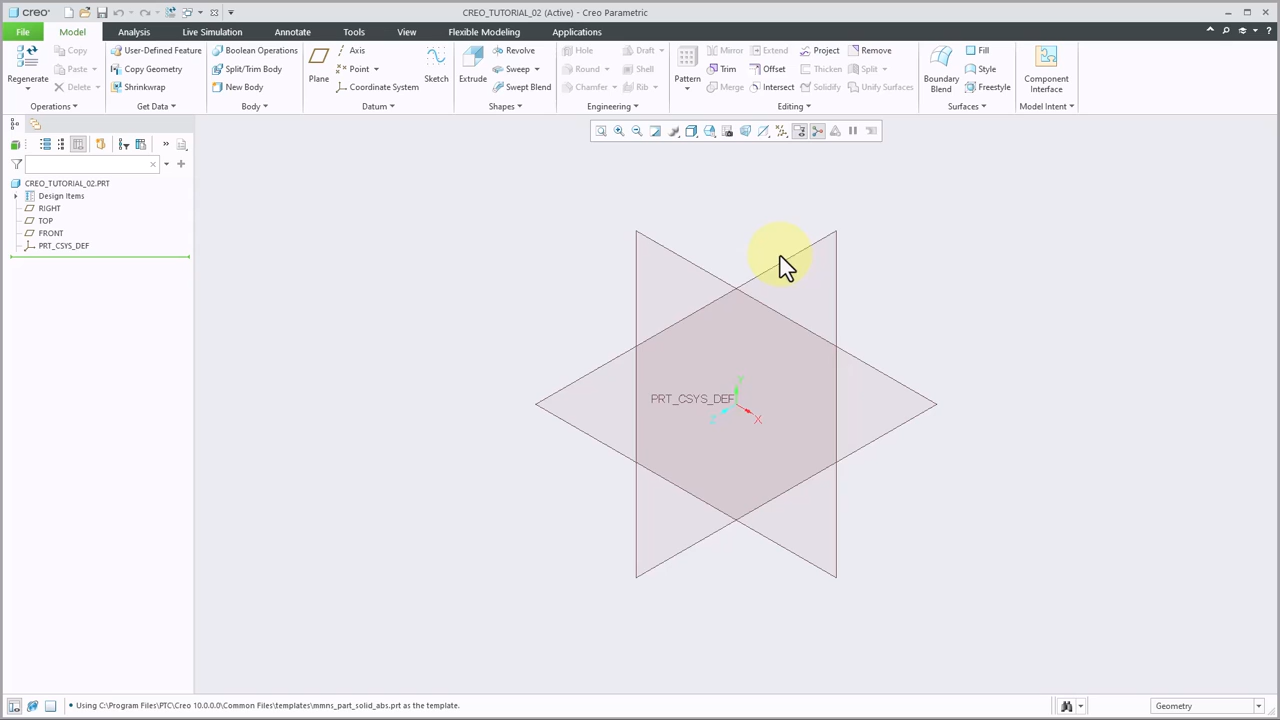 creo
CREO_TUTORIAL_02 (Active) - Creo Parametric
File Model Analysis Live Simulation Annotate Tools View Flexible Modeling Applications
Regenerate
Copy
Paste
Delete
Operations
User-Defined Feature
Copy Geometry
Shrinkwrap
Get Data
Boolean Operations
Split/Trim Body
New Body
Body
Plane
Axis
Point
Coordinate System
Sketch
Datum
Extrude
Revolve
Sweep
Swept Blend
Shapes
Hole
Round
Chamfer
Draft
Shell
Rib
Engineering
Pattern
Mirror
Trim
Merge
Extend
Offset
Intersect
Project
Thicken
Solidify
Remove
Split
Unify Surfaces
Editing
Boundary
Blend
Fill
Style
Freestyle
Surfaces
Component
Interface
Model Intent
CREO_TUTORIAL_02.PRT
Design Items
RIGHT
TOP
FRONT
PRT_CSYS_DEF
PRT_CSYS_DEF
Y
Z
X
• Using C:\Program Files\PTC\Creo 10.0.0.0\Common Files\templates\mmns_part_solid_abs.prt as the template.
Geometry